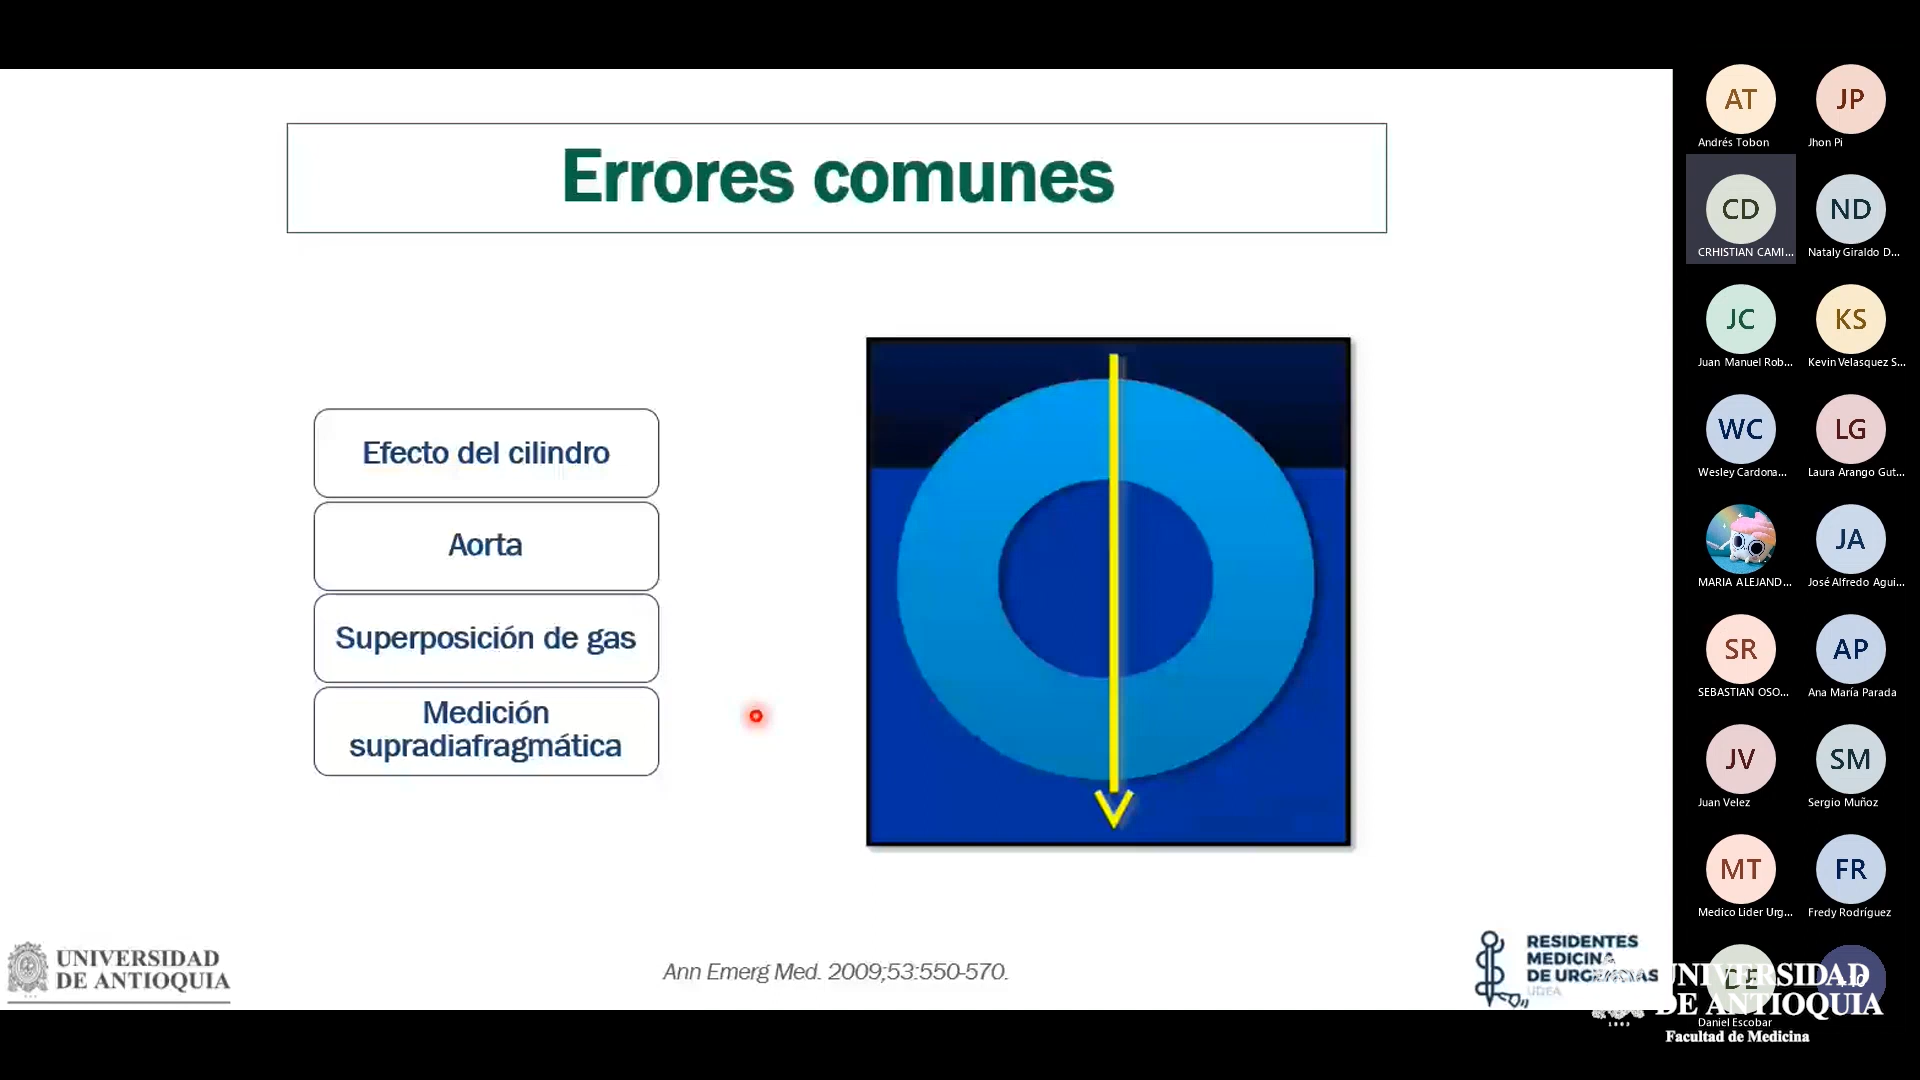 Errores comunes
Efecto del cilindro
Aorta
Superposición de gas
Medición
supradiafragmática
UNIVERSIDAD
DE ANTIOQUIA
Ann Emerg Med. 2009;53:550-570.
RESIDENTES
MEDICINA
DE URGENCIAS
UDEA
AT
Andrés Tobon
JP
Jhon Pi
CD
CRHISTIAN CAMI...
ND
Nataly Giraldo D...
JC
Juan Manuel Rob...
KS
Kevin Velasquez S...
WC
Wesley Cardona...
LG
Laura Arango Gut...
MARIA ALEJAND...
JA
José Alfredo Agui...
SR
SEBASTIAN OSO...
AP
Ana María Parada
JV
Juan Velez
SM
Sergio Muñoz
MT
Medico Lider Urg...
FR
Fredy Rodríguez
DE
Daniel Escobar
UNIVERSIDAD
DE ANTIOQUIA
1803
Facultad de Medicina